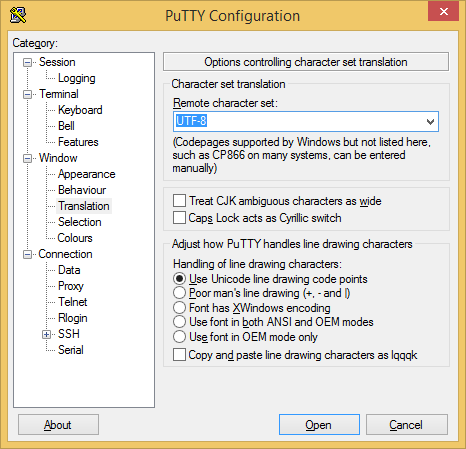 PuTTY Configuration
Category:
Session
Logging
Terminal
Keyboard
Bell
Features
Window
Appearance
Behaviour
Translation
Selection
Colours
Connection
Data
Proxy
Telnet
Rlogin
SSH
Serial
Options controlling character set translation
Character set translation
Remote character set:
UTF-8
(Codepages supported by Windows but not listed here,
such as CP866 on many systems, can be entered
manually)
Treat CJK ambiguous characters as wide
Caps Lock acts as Cyrillic switch
Adjust how PuTTY handles line drawing characters
Handling of line drawing characters:
Use Unicode line drawing code points
Poor man's line drawing (+, - and |)
Font has XWindows encoding
Use font in both ANSI and OEM modes
Use font in OEM mode only
Copy and paste line drawing characters as lqqqk
About
Open
Cancel